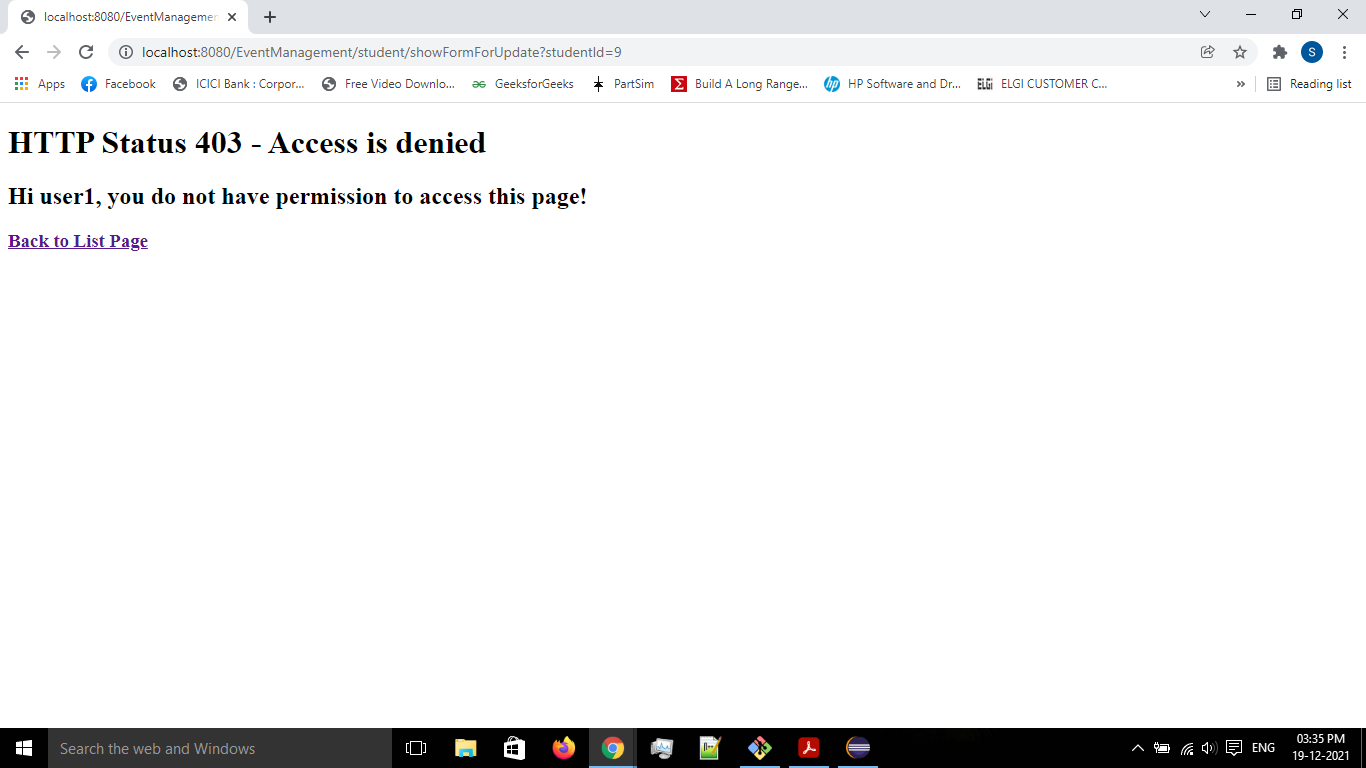 localhost:8080/EventManagemen
localhost:8080/EventManagement/student/showFormForUpdate?studentId=9
S
Apps
Facebook
ICICI Bank : Corpor...
Free Video Downlo...
GeeksforGeeks
PartSim
Build A Long Range...
HP Software and Dr...
ELGI CUSTOMER C...
»
Reading list
HTTP Status 403 - Access is denied
Hi user1, you do not have permission to access this page!
Back to List Page
Search the web and Windows
ENG
03:35 PM
19-12-2021